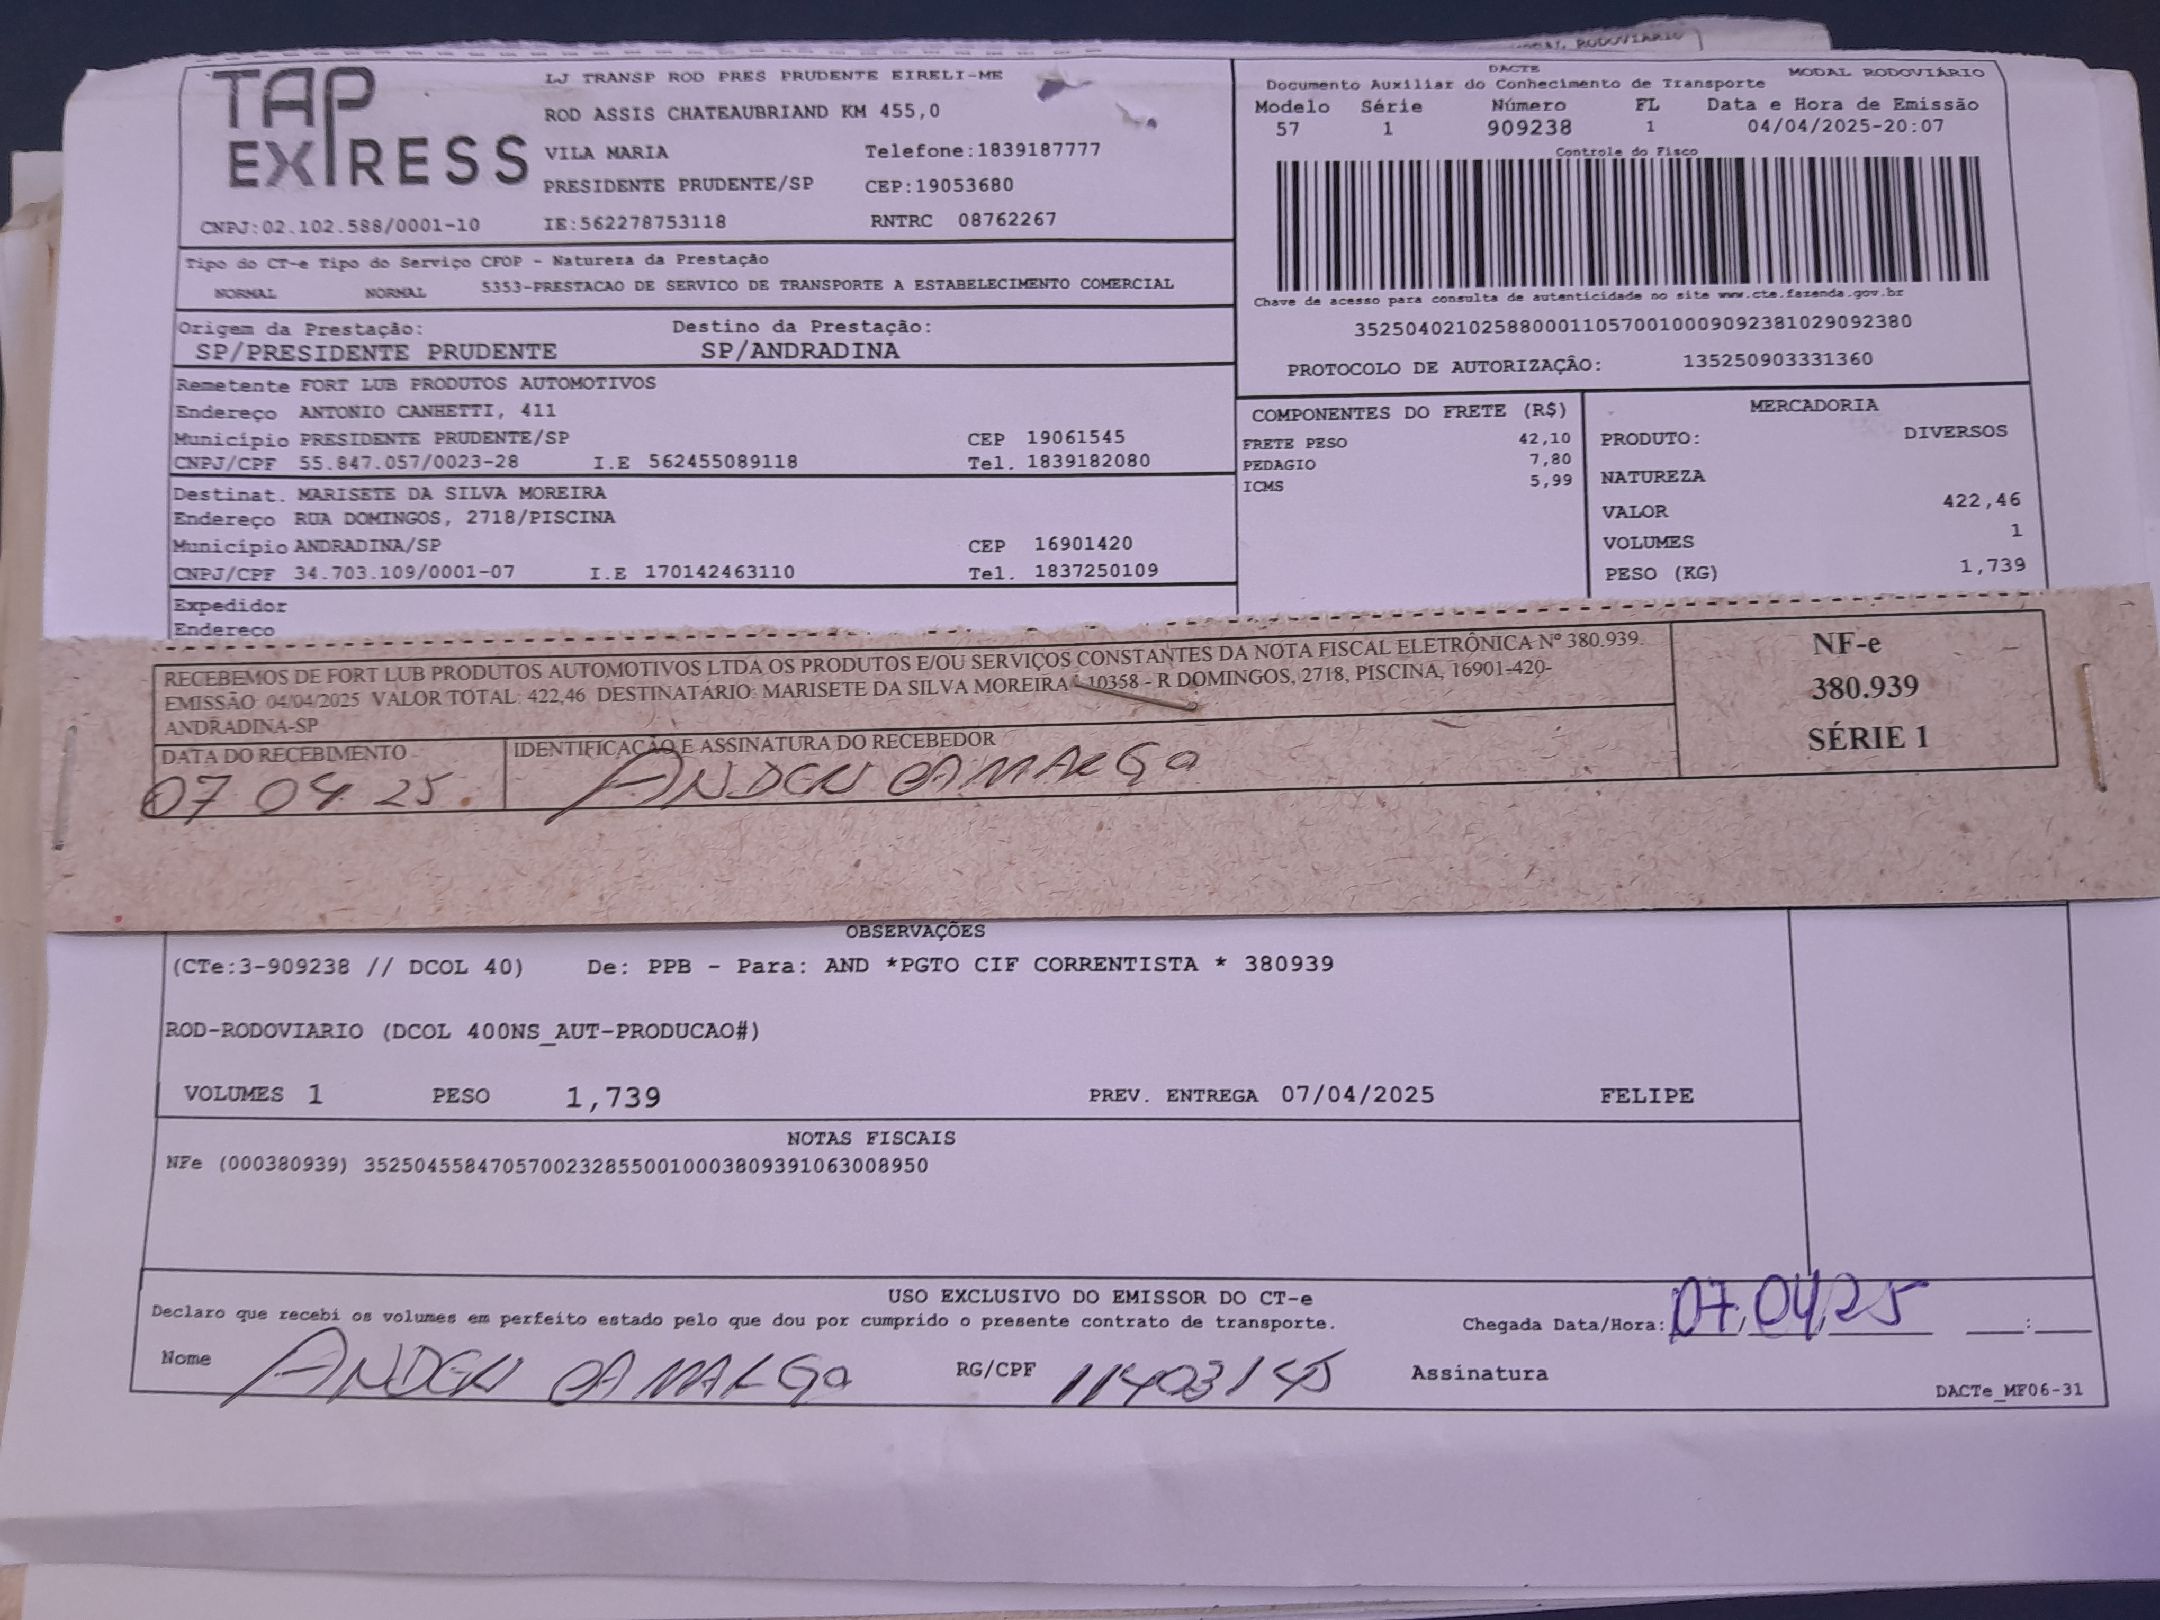 TAP EXPRESS
LJ TRANSP ROD PRES PRUDENTE EIRELI-ME
ROD ASSIS CHATEAUBRIAND KM 455,0
VILA MARIA Telefone:1839187777
PRESIDENTE PRUDENTE/SP CEP:19053680
CNPJ:02.102.588/0001-10 IE:562278753118 RNTRC 08762267
Tipo do CT-e Tipo do Serviço CFOP - Natureza da Prestação
NORMAL NORMAL 5353-PRESTACAO DE SERVICO DE TRANSPORTE A ESTABELECIMENTO COMERCIAL
Origem da Prestação: Destino da Prestação:
SP/PRESIDENTE PRUDENTE SP/ANDRADINA
Remetente FORT LUB PRODUTOS AUTOMOTIVOS
Endereço ANTONIO CANHETTI, 411
Município PRESIDENTE PRUDENTE/SP CEP 19061545
CNPJ/CPF 55.847.057/0023-28 I.E 562455089118 Tel. 1839182080
Destinat. MARISETE DA SILVA MOREIRA
Endereço RUA DOMINGOS, 2718/PISCINA
Município ANDRADINA/SP CEP 16901420
CNPJ/CPF 34.703.109/0001-07 I.E 170142463110 Tel. 1837250109
Expedidor
Endereco
RODOVIARIO
DACTE
Documento Auxiliar do Conhecimento de Transporte MODAL RODOVIÁRIO
Modelo Série Número FL Data e Hora de Emissão
57 1 909238 1 04/04/2025-20:07
Controle do Fisco
Chave de acesso para consulta de autenticidade no site www.cte.fazenda.gov.br
35250402102588000110570010009092381029092380
PROTOCOLO DE AUTORIZAÇÂO: 135250903331360
COMPONENTES DO FRETE (R$)
FRETE PESO 42,10
PEDAGIO 7,80
ICMS 5,99
MERCADORIA
PRODUTO: DIVERSOS
NATUREZA
VALOR 422,46
VOLUMES 1
PESO (KG) 1,739
RECEBEMOS DE FORT LUB PRODUTOS AUTOMOTIVOS LTDA OS PRODUTOS E/OU SERVIÇOS CONSTANTES DA NOTA FISCAL ELETRÔNICA Nº 380.939.
EMISSÃO: 04/04/2025 VALOR TOTAL: 422,46 DESTINATARIO: MARISETE DA SILVA MOREIRA 10358 - R DOMINGOS, 2718, PISCINA, 16901-420-
ANDRADINA-SP
NF-e
380.939
SÉRIE 1
DATA DO RECEBIMENTO IDENTIFICAÇÃO E ASSINATURA DO RECEBEDOR
07 04 25 CAMARGO
OBSERVAÇÕES
(CTe:3-909238 // DCOL 40) De: PPB - Para: AND *PGTO CIF CORRENTISTA * 380939
ROD-RODOVIARIO (DCOL 400NS_AUT-PRODUCAO#)
VOLUMES 1 PESO 1,739 PREV. ENTREGA 07/04/2025 FELIPE
NOTAS FISCAIS
NFe (000380939) 35250455847057002328550010003809391063008950
USO EXCLUSIVO DO EMISSOR DO CT-e
Declaro que recebi os volumes em perfeito estado pelo que dou por cumprido o presente contrato de transporte.
Chegada Data/Hora: 07,04,25 ___:___
Nome CAMARGO RG/CPF 11403145 Assinatura
DACTe_MF06-31